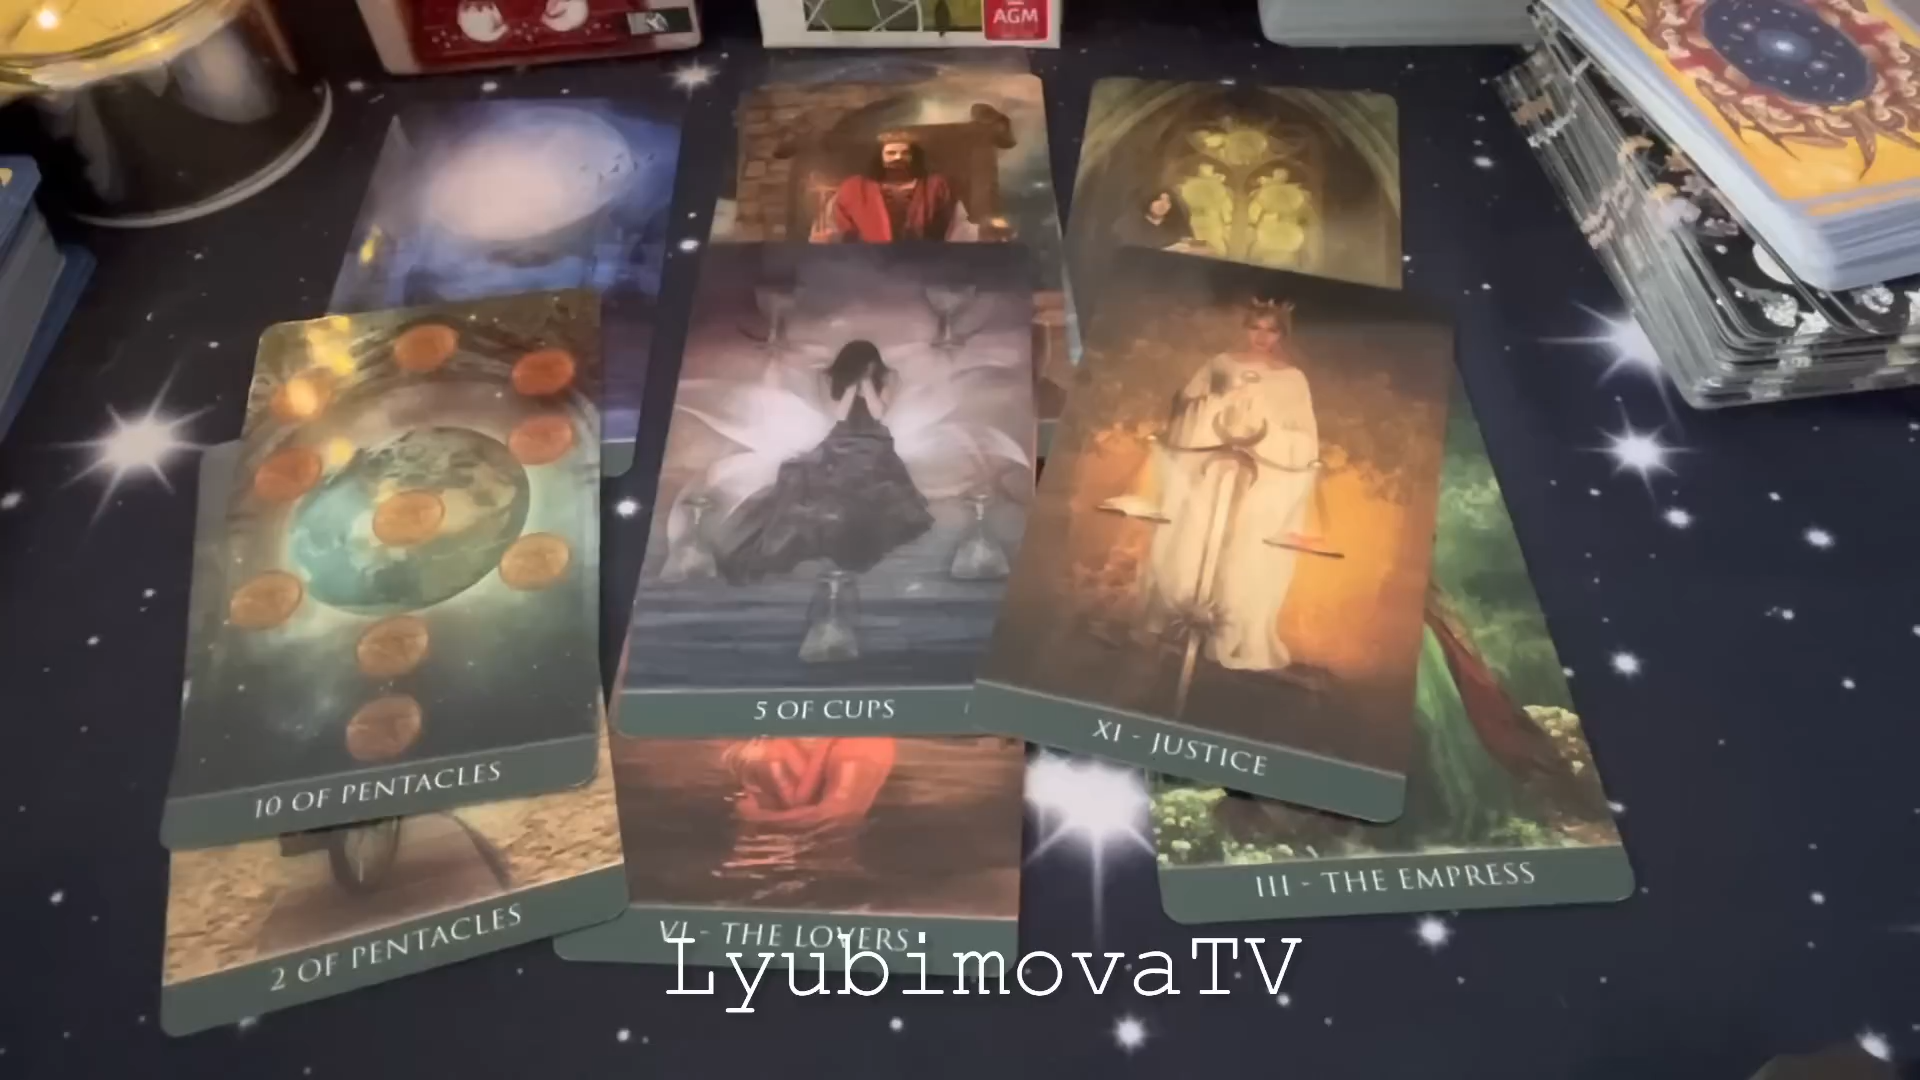 AGM
5 OF CUPS
XI - JUSTICE
10 OF PENTACLES
III - THE EMPRESS
2 OF PENTACLES
VI - THE LOVERS
LyubimovaTV